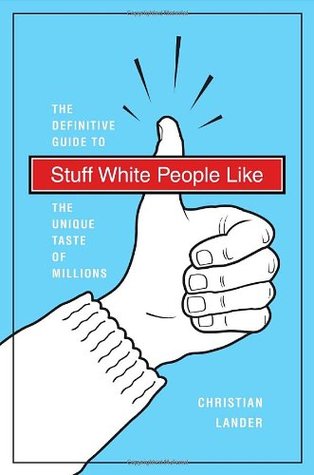 THE
DEFINITIVE
GUIDE TO
Stuff White People Like
THE
UNIQUE
TASTE
OF
MILLIONS
CHRISTIAN
LANDER